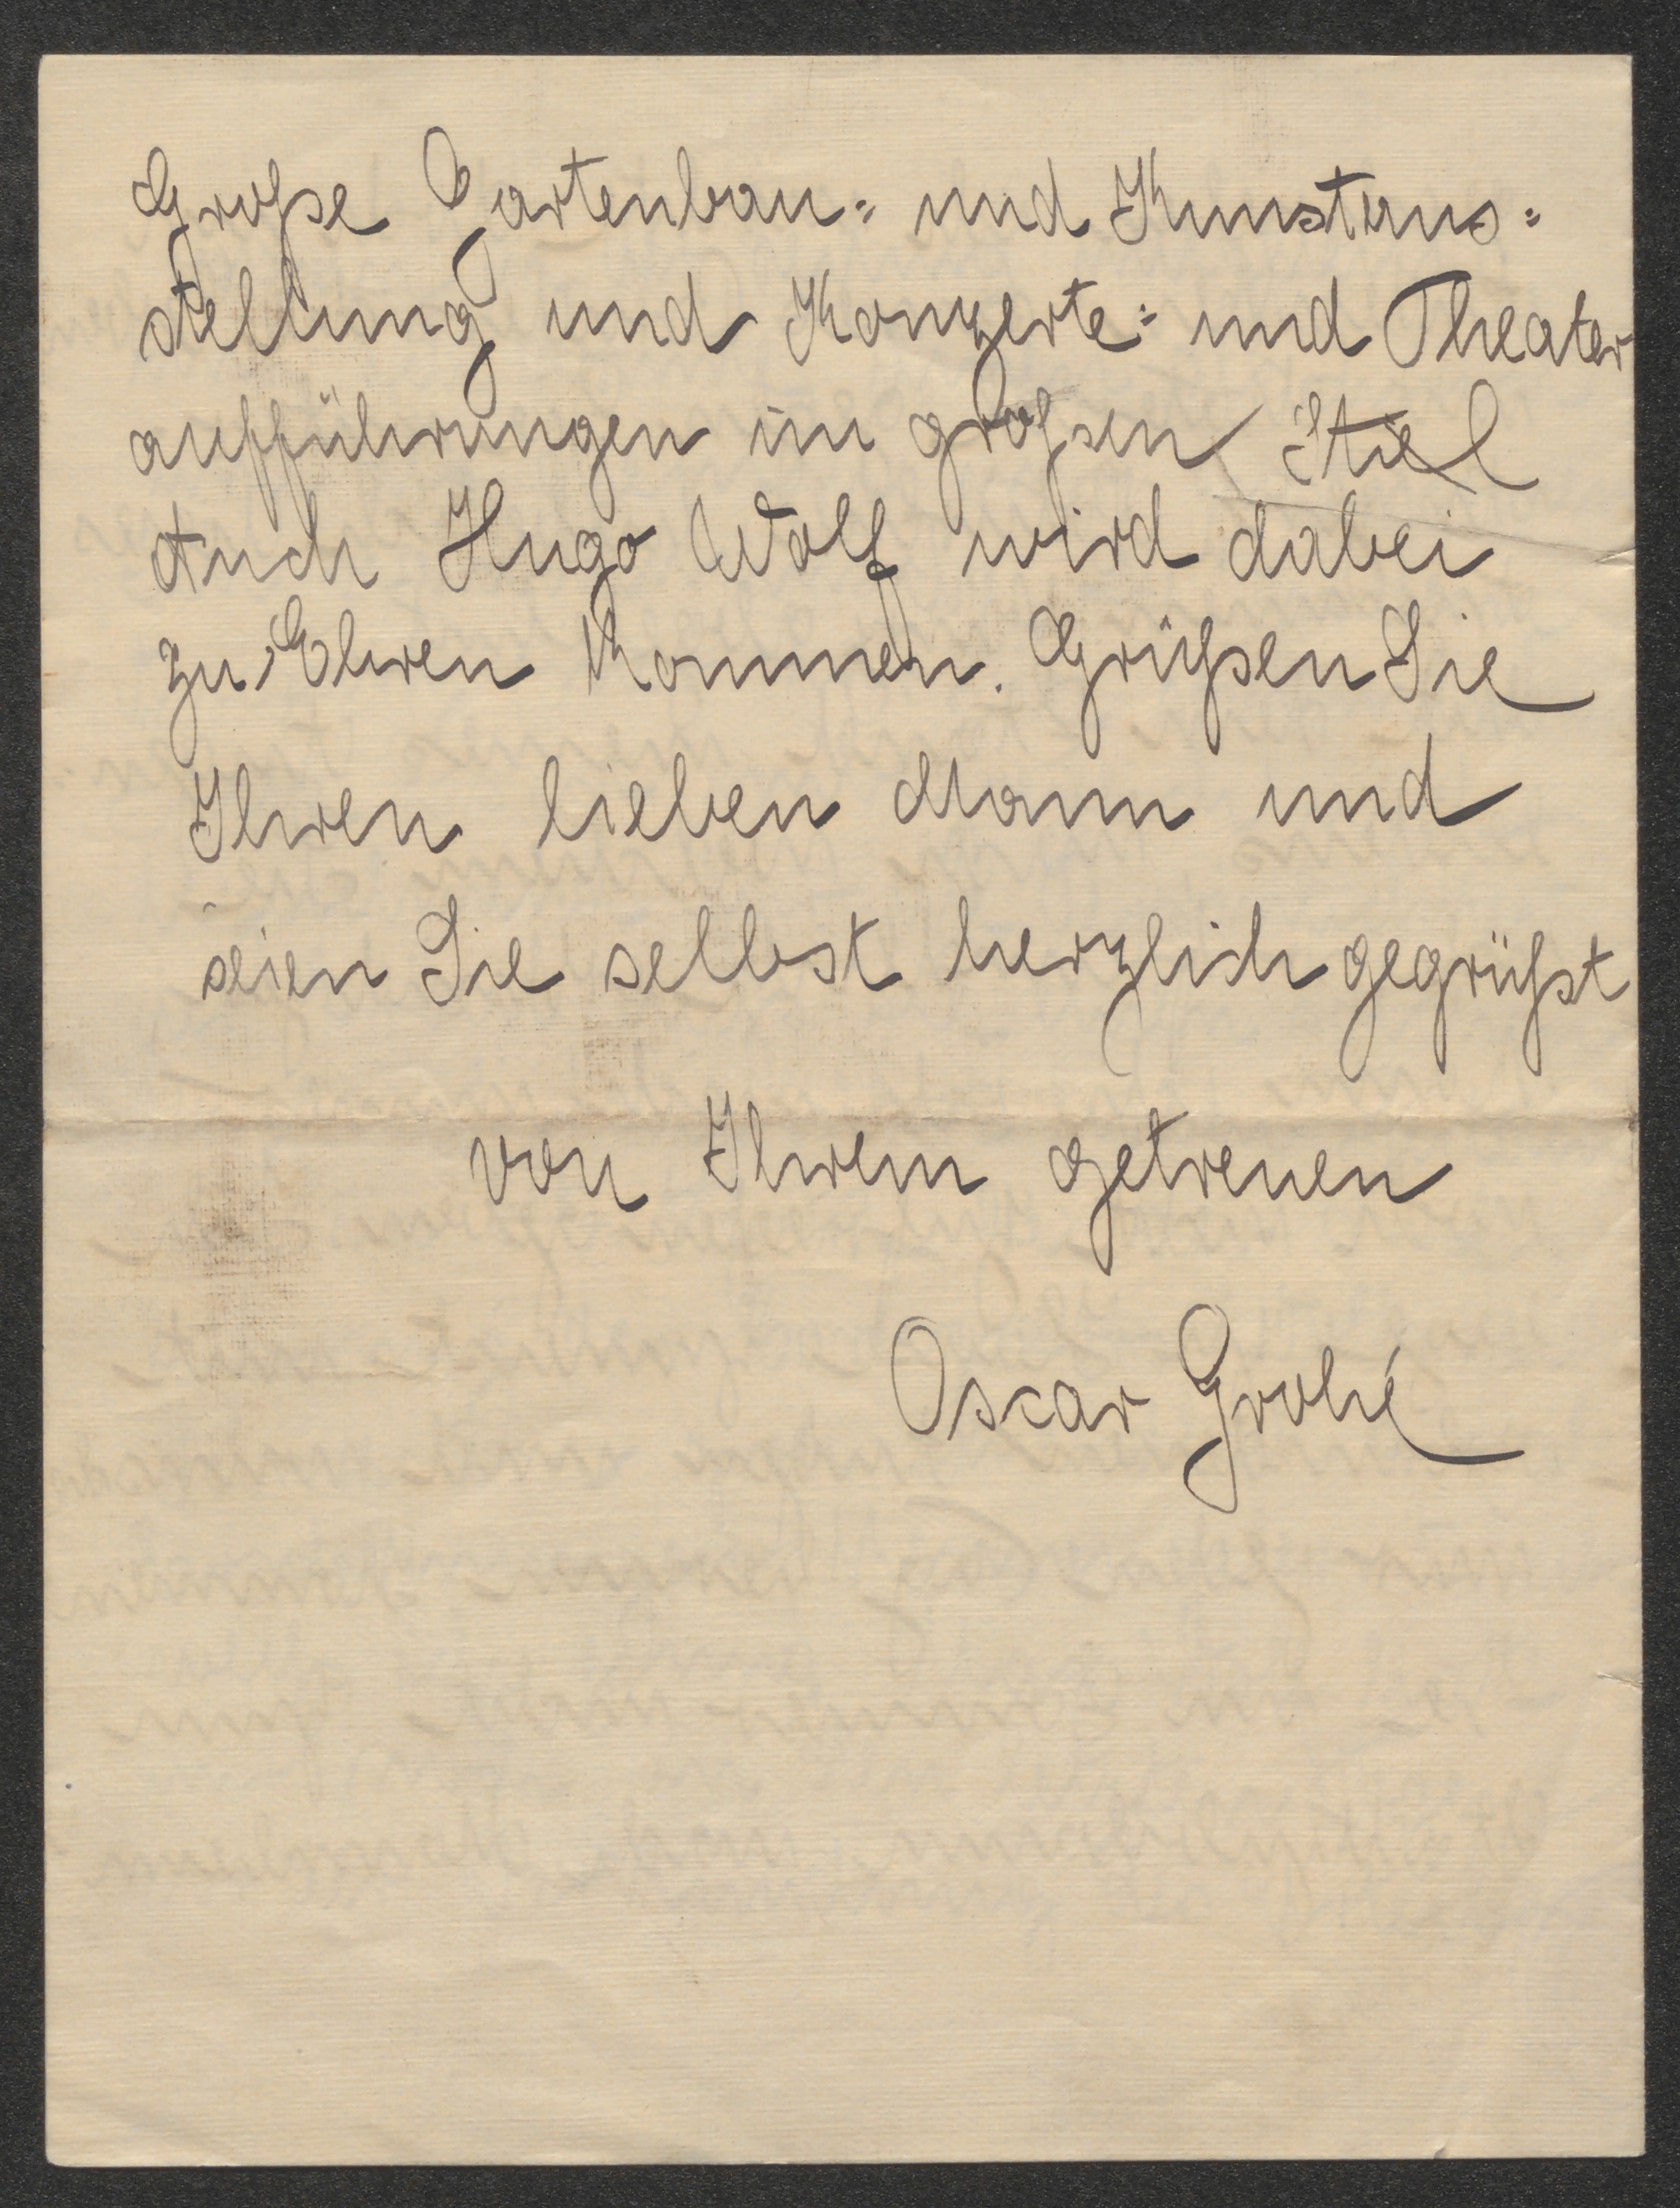 Große Gartenbau= und Kunstaus=
stellung und Konzerte= und Theater
aufführungen im großen Stiel
Auch Hugo Wolf wird dabei
zu Ehren kommen. Grüßen Sie
Ihren lieben Mann und
seien Sie selbst herzlich gegrüßt
von Ihrem getreuen
Oscar Grohé